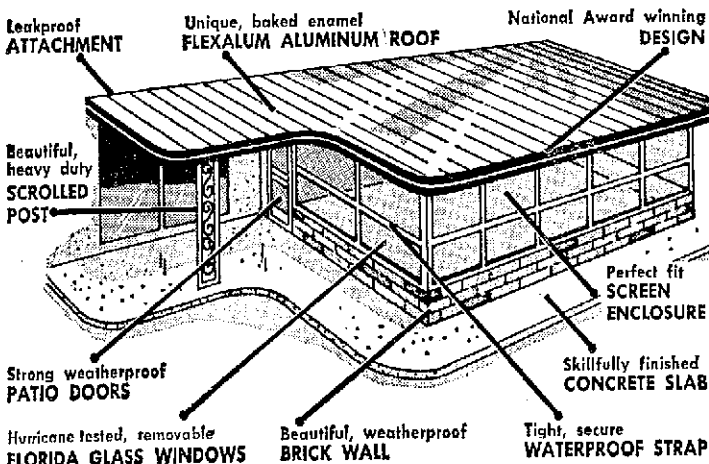 Leakproof
ATTACHMENT
Unique, baked enamel
FLEXALUM ALUMINUM ROOF
National Award winning
DESIGN
Beautiful,
heavy duty
SCROLLED
POST
Perfect fit
SCREEN
ENCLOSURE
Strong weatherproof
PATIO DOORS
Skillfully finished
CONCRETE SLAB
Hurricane tested, removable
FLORIDA GLASS WINDOWS
Beautiful, weatherproof
BRICK WALL
Tight, secure
WATERPROOF STRAP